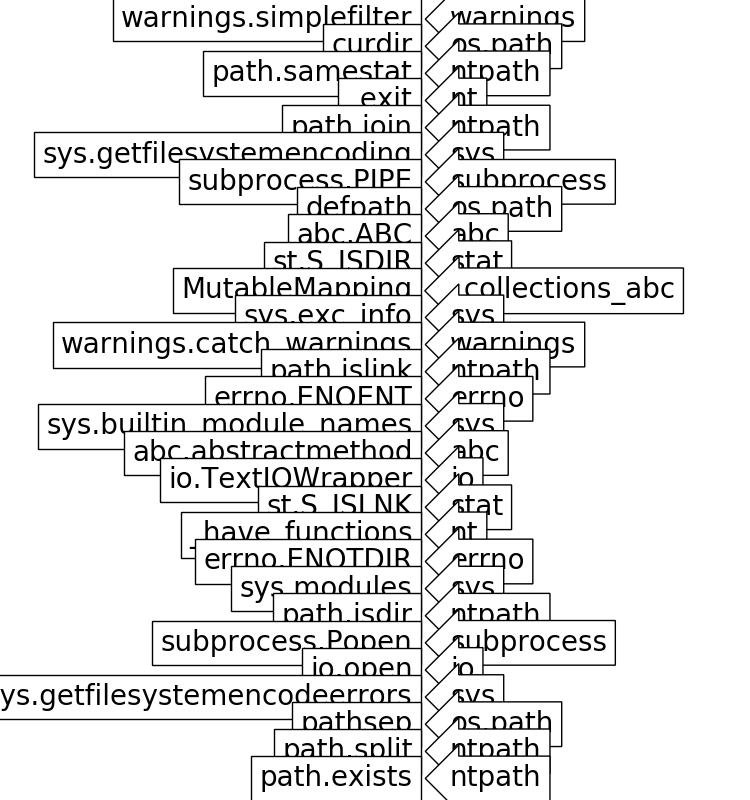 warnings.simplefilter warnings
curdir os.path
path.samestat ntpath
exit nt
path.join ntpath
sys.getfilesystemencoding sys
subprocess.PIPE subprocess
defpath os.path
abc.ABC abc
st.S_ISDIR stat
MutableMapping _collections_abc
sys.exc_info sys
warnings.catch_warnings warnings
path.islink ntpath
errno.ENOENT errno
sys.builtin_module_names sys
abc.abstractmethod abc
io.TextIOWrapper io
st.S_ISLNK stat
_have_functions nt
errno.ENOTDIR errno
sys.modules sys
path.isdir ntpath
subprocess.Popen subprocess
io.open io
ys.getfilesystemencodeerrors sys
pathsep os.path
path.split ntpath
path.exists ntpath